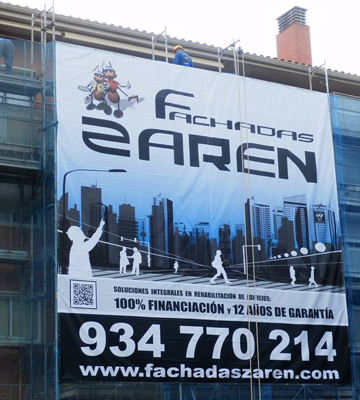 FACHADAS
ZAREN
SOLUCIONES INTEGRALES EN REHABILITACIÓN DE EDIFICIOS:
100% FINANCIACIÓN Y 12 AÑOS DE GARANTÍA
934 770 214
www.fachadaszaren.com